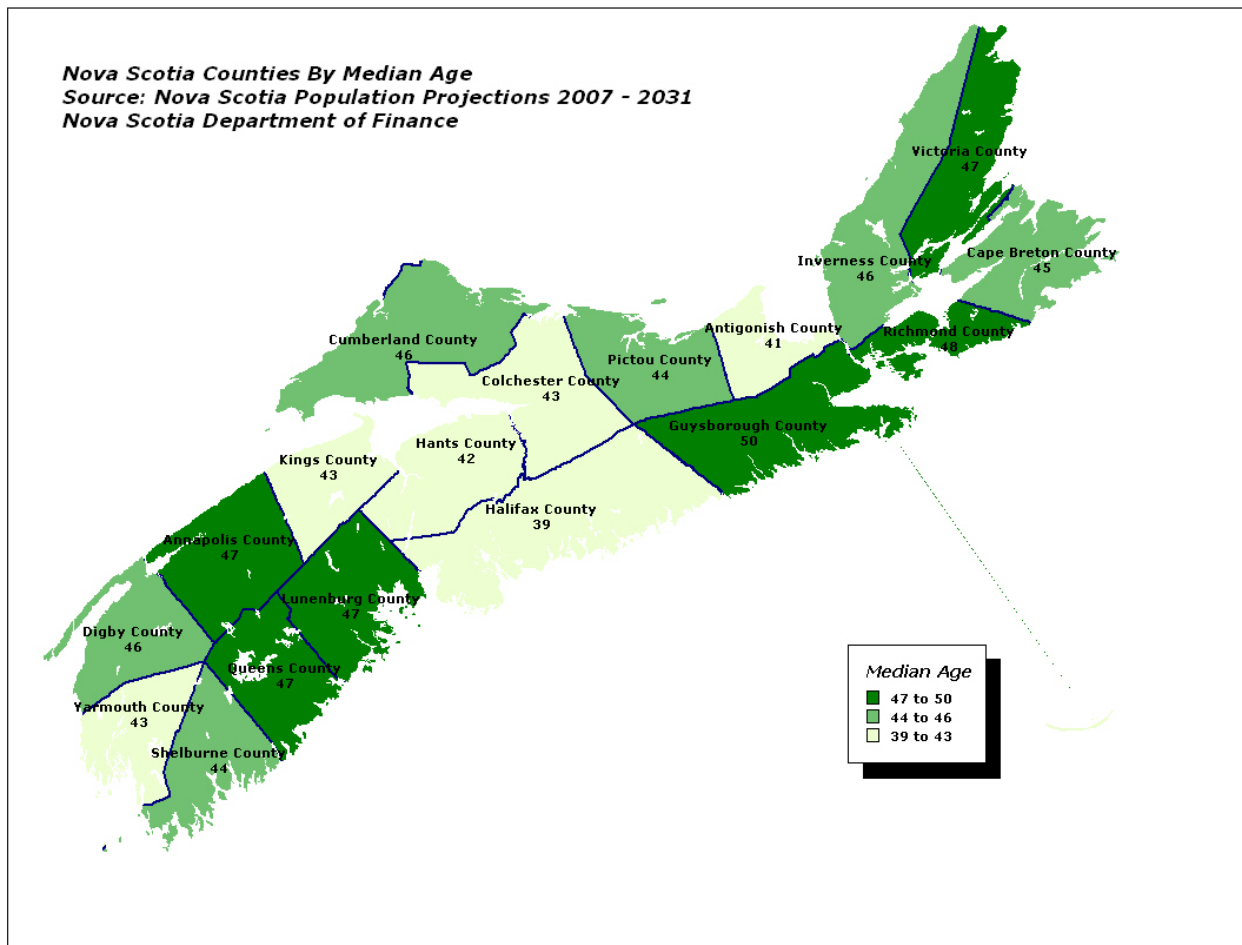 Nova Scotia Counties By Median Age
Source: Nova Scotia Population Projections 2007 - 2031
Nova Scotia Department of Finance
Victoria County
47
Inverness County
46
Cape Breton County
45
Richmond County
48
Antigonish County
41
Cumberland County
46
Pictou County
44
Colchester County
43
Guysborough County
50
Hants County
42
Kings County
43
Halifax County
39
Annapolis County
47
Lunenburg County
47
Digby County
46
Queens County
47
Yarmouth County
43
Shelburne County
44
Median Age
47 to 50
44 to 46
39 to 43